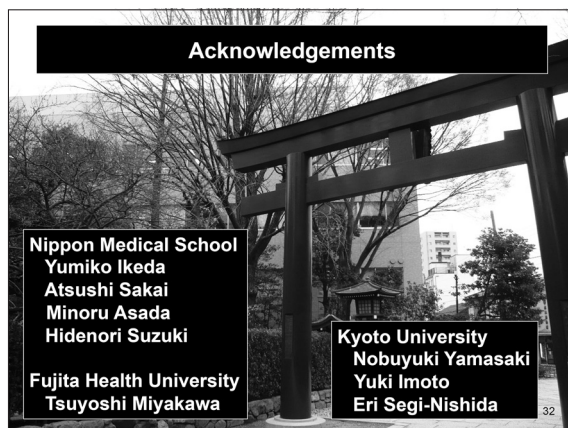 Acknowledgements
Nippon Medical School
Yumiko Ikeda
Atsushi Sakai
Minoru Asada
Hidenori Suzuki
Fujita Health University
Tsuyoshi Miyakawa
Kyoto University
Nobuyuki Yamasaki
Yuki Imoto
Eri Segi-Nishida
32